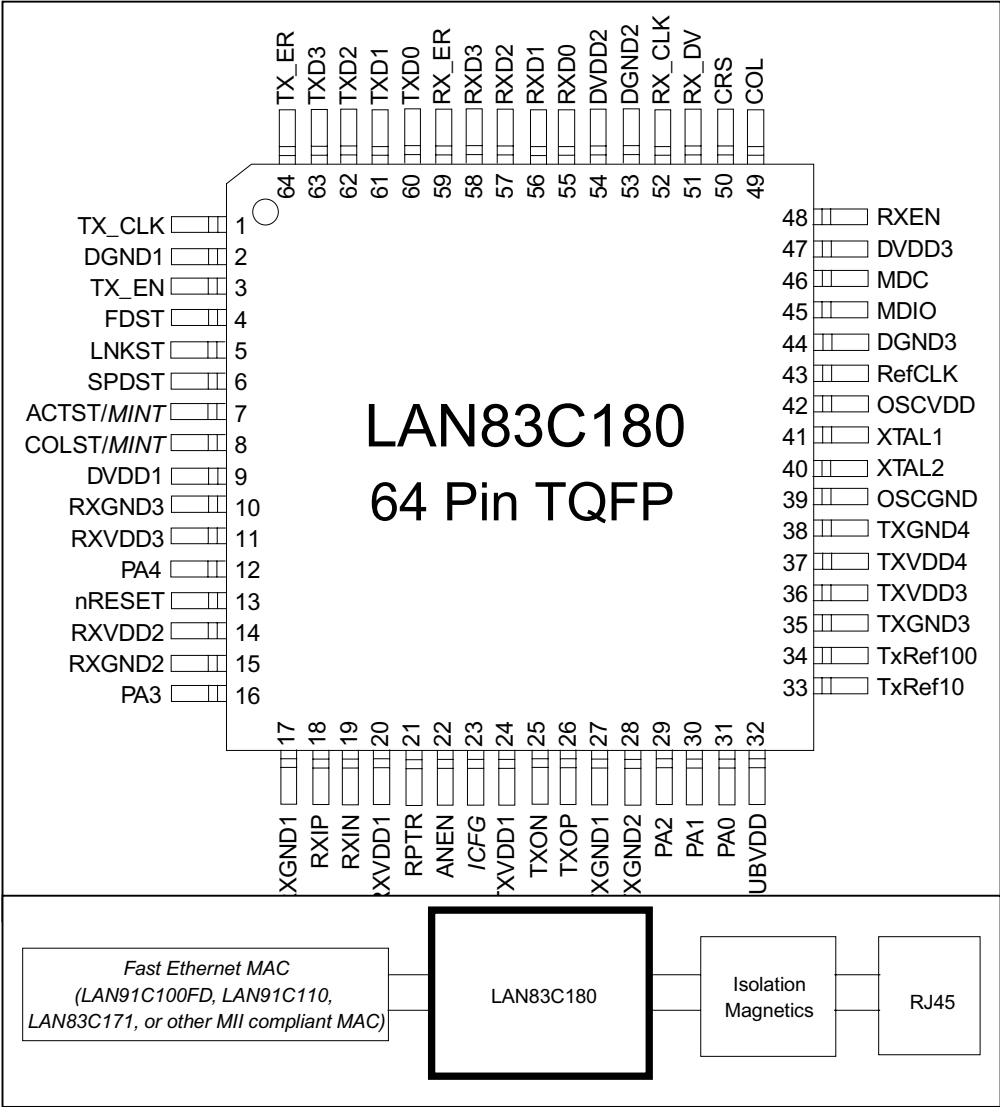 TX_ER
TXD3
TXD2
TXD1
TXD0
RX_ER
RXD3
RXD2
RXD1
RXD0
DVDD2
DGND2
RX_CLK
RX_DV
CRS
COL
64
63
62
61
60
59
58
57
56
55
54
53
52
51
50
49
TX_CLK 1
DGND1 2
TX_EN 3
FDST 4
LNKST 5
SPDST 6
ACTST/MINT 7
COLST/MINT 8
DVDD1 9
RXGND3 10
RXVDD3 11
PA4 12
nRESET 13
RXVDD2 14
RXGND2 15
PA3 16
LAN83C180
64 Pin TQFP
48 RXEN
47 DVDD3
46 MDC
45 MDIO
44 DGND3
43 RefCLK
42 OSCVDD
41 XTAL1
40 XTAL2
39 OSCGND
38 TXGND4
37 TXVDD4
36 TXVDD3
35 TXGND3
34 TxRef100
33 TxRef10
17
18
19
20
21
22
23
24
25
26
27
28
29
30
31
32
XGND1
RXIP
RXIN
RXVDD1
RPTR
ANEN
ICFG
TXVDD1
TXON
TXOP
XGND1
XGND2
PA2
PA1
PA0
UBVDD
Fast Ethernet MAC
(LAN91C100FD, LAN91C110,
LAN83C171, or other MII compliant MAC)
LAN83C180
Isolation
Magnetics
RJ45